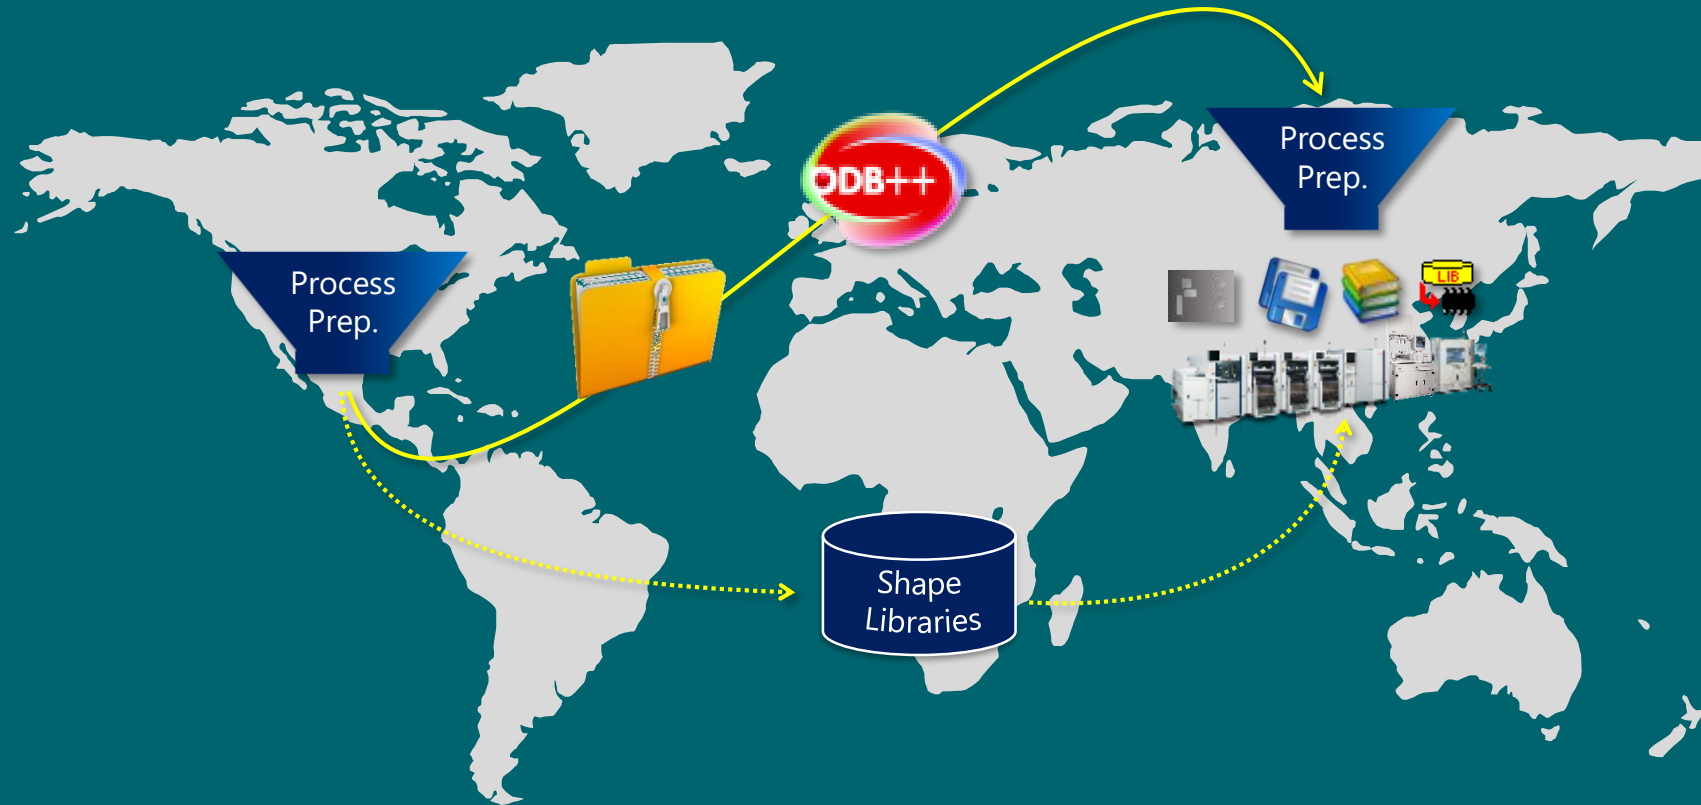 ODB++
Process
Prep.
Process
Prep.
LIB
Shape
Libraries